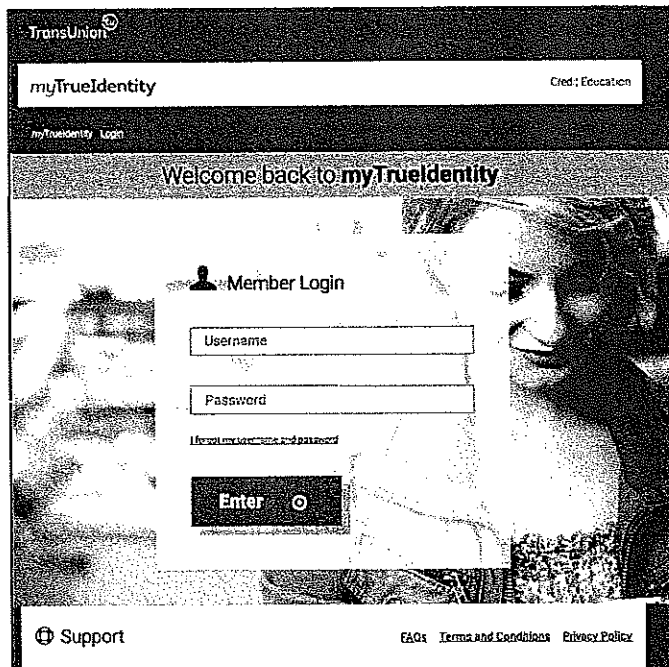 TransUnion
myTrueIdentity
Credit Education
myTrueIdentity Login
Welcome back to myTrueIdentity
Member Login
Username
Password
I forgot my username and password
Enter
Support
FAQs Terms and Conditions Privacy Policy